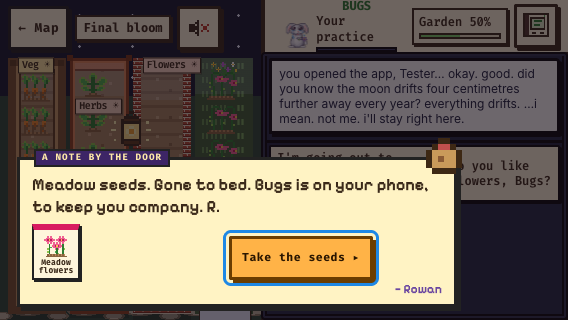 ← Map
Final bloom
BUGS
Your
practice
Garden 50%
Veg
Flowers
Herbs
you opened the app, Tester... okay. good. did
you know the moon drifts four centimetres
further away every year? everything drifts. ...i
mean. not me. i'll stay right here.
I'm going out to
you like
Bugs?
A NOTE BY THE DOOR
Meadow seeds. Gone to bed. Bugs is on your phone,
to keep you company. R.
Meadow
flowers
Take the seeds ▸
– Rowan